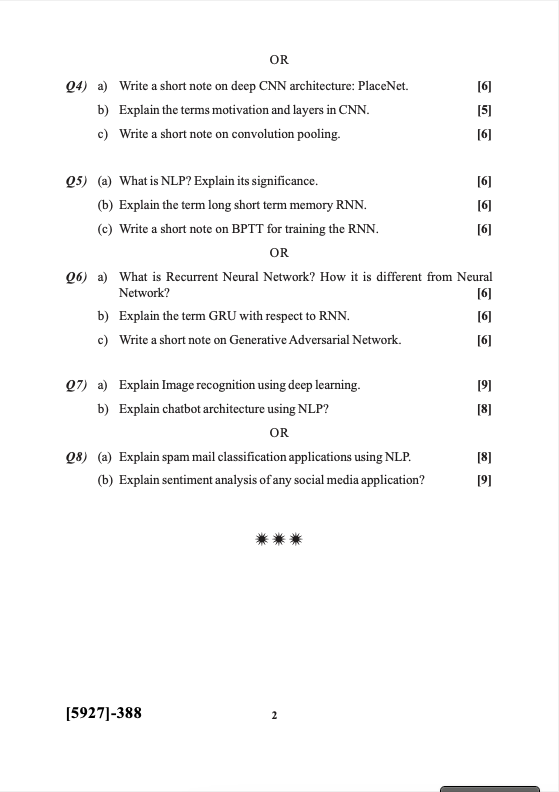 OR
Q4) a) Write a short note on deep CNN architecture: PlaceNet. [6]
b) Explain the terms motivation and layers in CNN. [5]
c) Write a short note on convolution pooling. [6]
Q5) (a) What is NLP? Explain its significance. [6]
(b) Explain the term long short term memory RNN. [6]
(c) Write a short note on BPTT for training the RNN. [6]
OR
Q6) a) What is Recurrent Neural Network? How it is different from Neural
Network? [6]
b) Explain the term GRU with respect to RNN. [6]
c) Write a short note on Generative Adversarial Network. [6]
Q7) a) Explain Image recognition using deep learning. [9]
b) Explain chatbot architecture using NLP? [8]
OR
Q8) (a) Explain spam mail classification applications using NLP. [8]
(b) Explain sentiment analysis of any social media application? [9]
[5927]-388 2